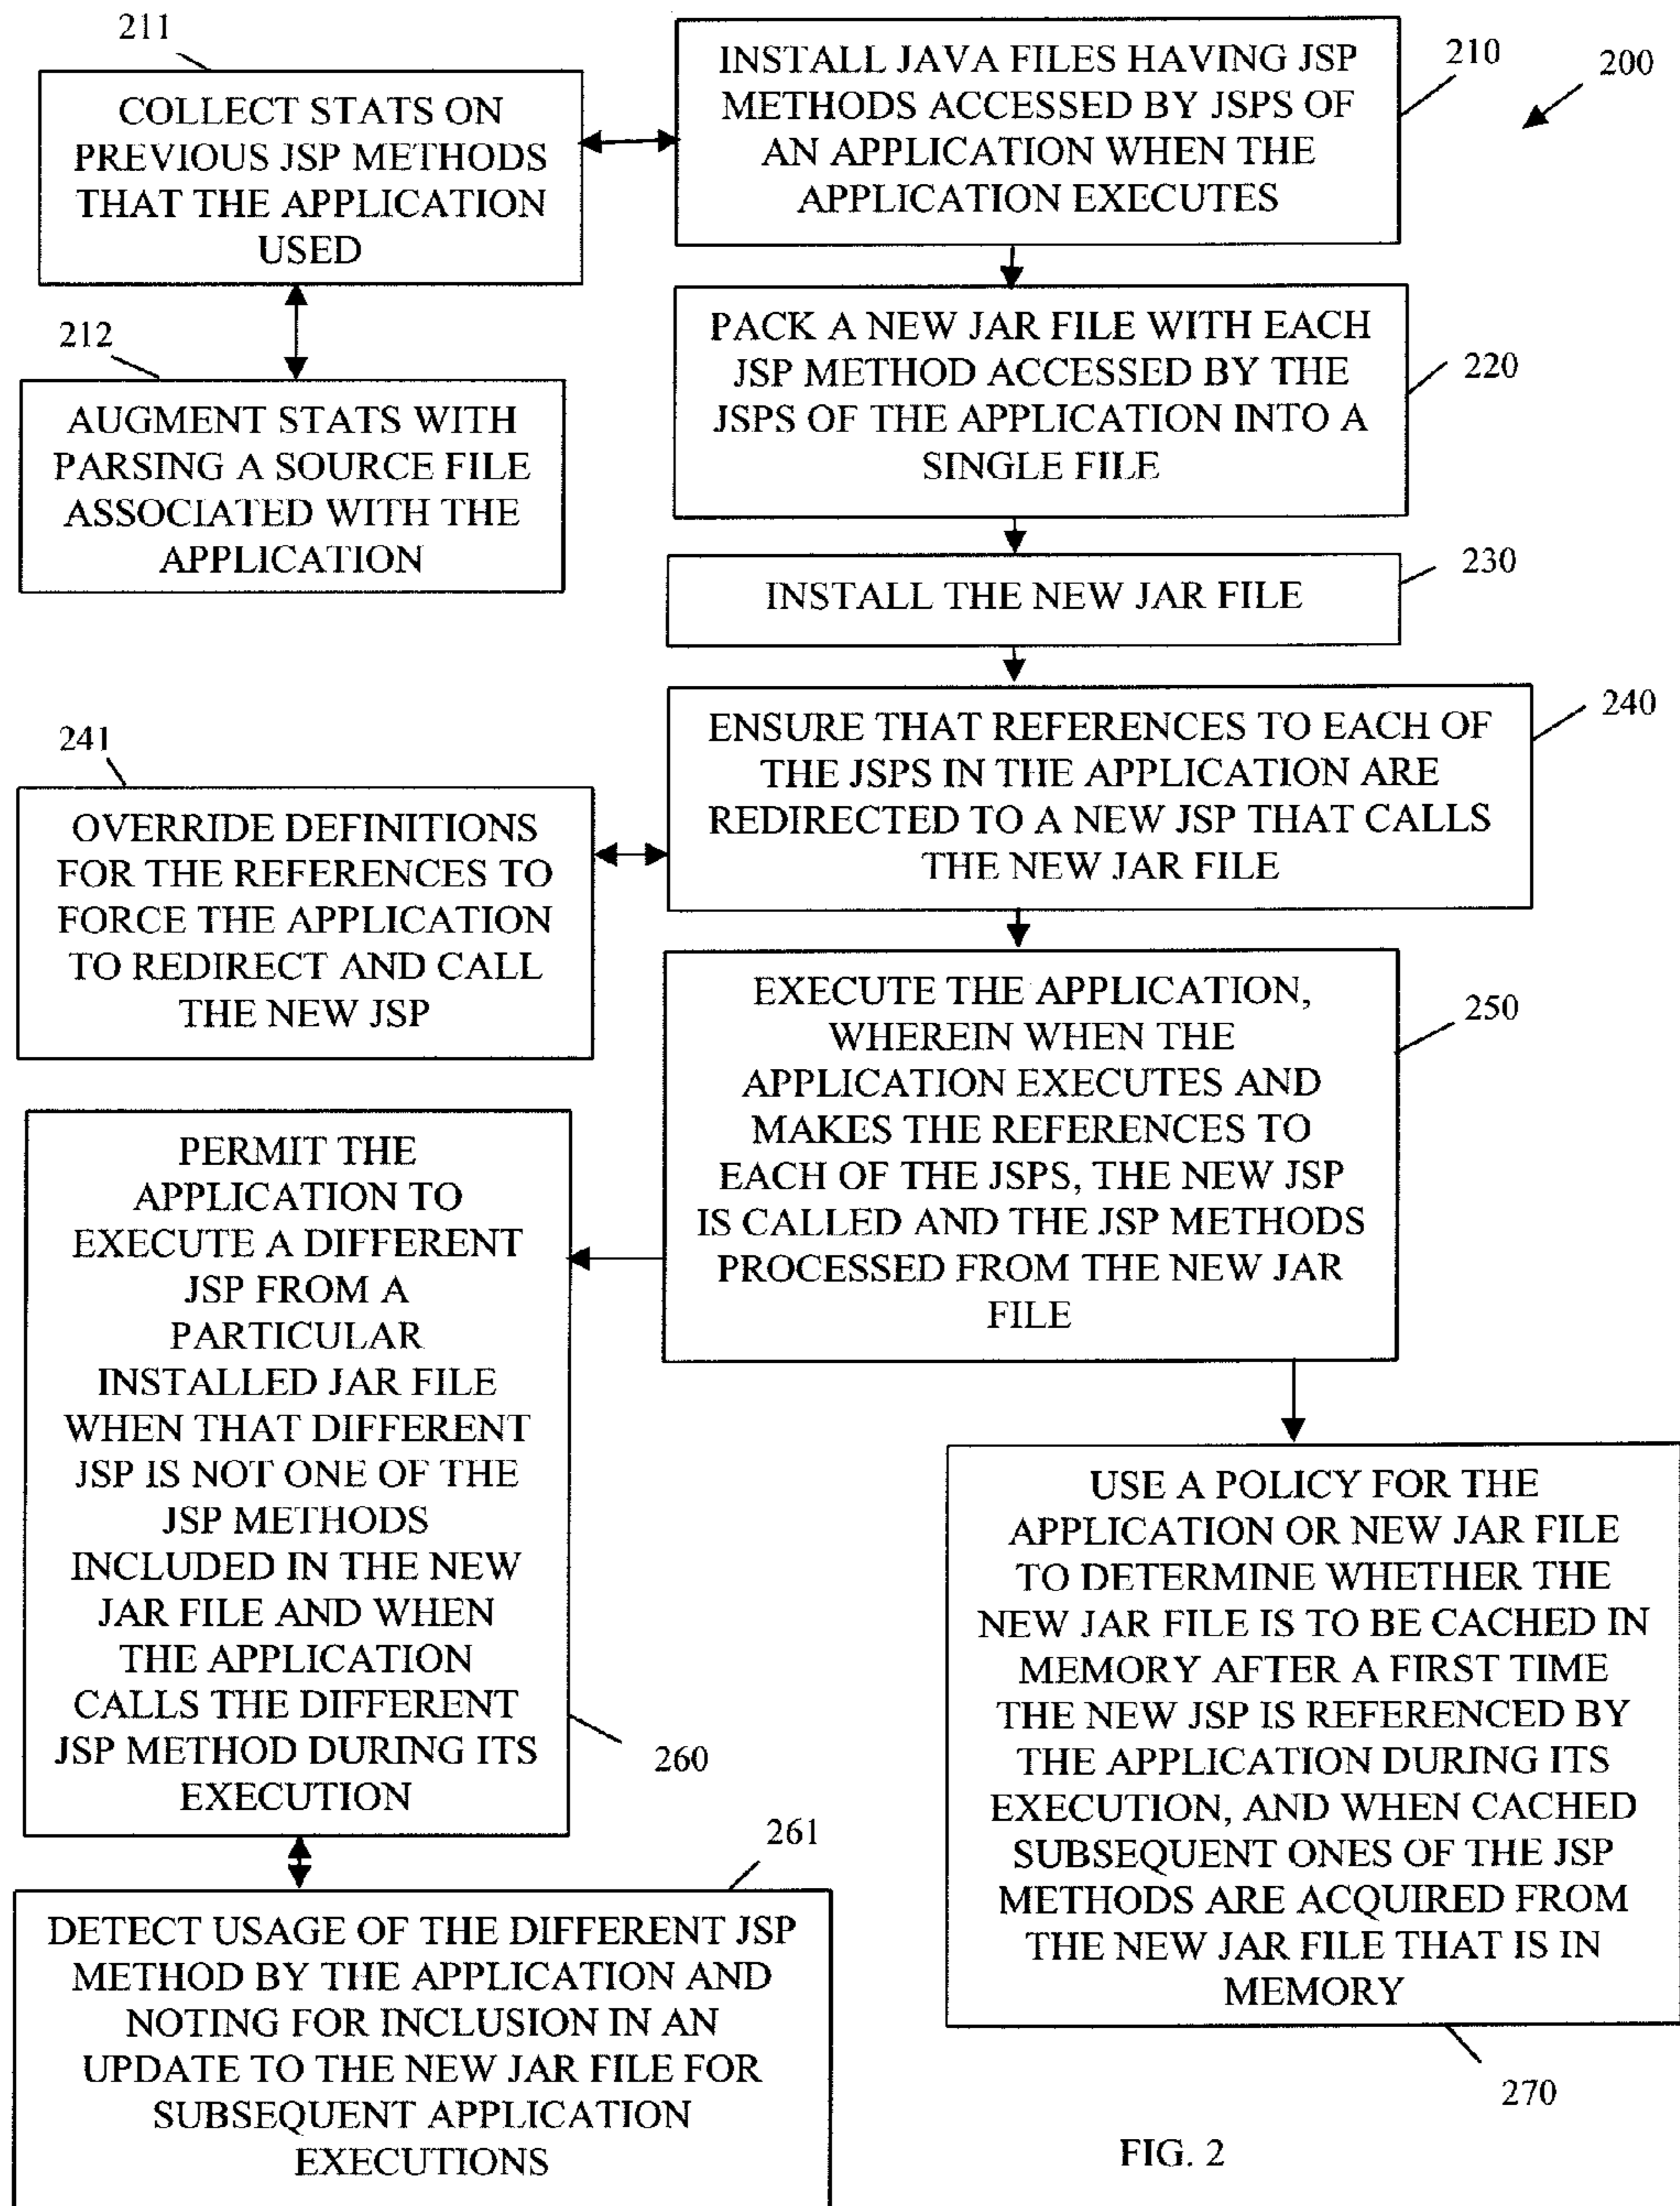 211
COLLECT STATS ON
PREVIOUS JSP METHODS
THAT THE APPLICATION
USED
INSTALL JAVA FILES HAVING JSP
METHODS ACCESSED BY JSPS OF
AN APPLICATION WHEN THE
APPLICATION EXECUTES
210
200
212
AUGMENT STATS WITH
PARSING A SOURCE FILE
ASSOCIATED WITH THE
APPLICATION
PACK A NEW JAR FILE WITH EACH
JSP METHOD ACCESSED BY THE
JSPS OF THE APPLICATION INTO A
SINGLE FILE
220
INSTALL THE NEW JAR FILE
230
ENSURE THAT REFERENCES TO EACH OF
THE JSPS IN THE APPLICATION ARE
REDIRECTED TO A NEW JSP THAT CALLS
THE NEW JAR FILE
240
241
OVERRIDE DEFINITIONS
FOR THE REFERENCES TO
FORCE THE APPLICATION
TO REDIRECT AND CALL
THE NEW JSP
EXECUTE THE APPLICATION,
WHEREIN WHEN THE
APPLICATION EXECUTES AND
MAKES THE REFERENCES TO
EACH OF THE JSPS, THE NEW JSP
IS CALLED AND THE JSP METHODS
PROCESSED FROM THE NEW JAR
FILE
250
PERMIT THE
APPLICATION TO
EXECUTE A DIFFERENT
JSP FROM A
PARTICULAR
INSTALLED JAR FILE
WHEN THAT DIFFERENT
JSP IS NOT ONE OF THE
JSP METHODS
INCLUDED IN THE NEW
JAR FILE AND WHEN
THE APPLICATION
CALLS THE DIFFERENT
JSP METHOD DURING ITS
EXECUTION
260
USE A POLICY FOR THE
APPLICATION OR NEW JAR FILE
TO DETERMINE WHETHER THE
NEW JAR FILE IS TO BE CACHED IN
MEMORY AFTER A FIRST TIME
THE NEW JSP IS REFERENCED BY
THE APPLICATION DURING ITS
EXECUTION, AND WHEN CACHED
SUBSEQUENT ONES OF THE JSP
METHODS ARE ACQUIRED FROM
THE NEW JAR FILE THAT IS IN
MEMORY
270
261
DETECT USAGE OF THE DIFFERENT JSP
METHOD BY THE APPLICATION AND
NOTING FOR INCLUSION IN AN
UPDATE TO THE NEW JAR FILE FOR
SUBSEQUENT APPLICATION
EXECUTIONS
FIG. 2